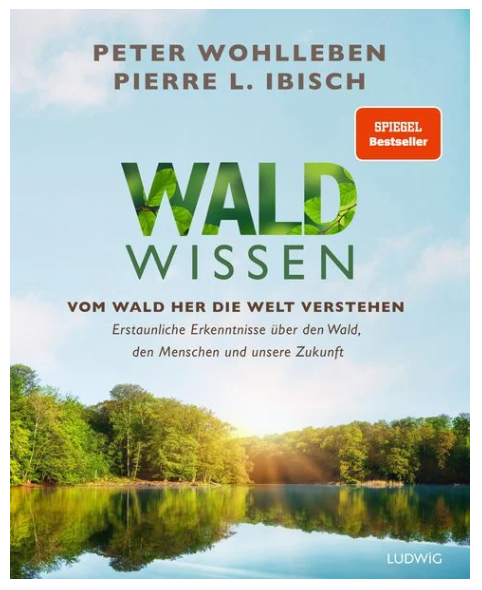 PETER WOHLLEBEN
PIERRE L. IBISCH
SPIEGEL
Bestseller
WALD
WISSEN
VOM WALD HER DIE WELT VERSTEHEN
Erstaunliche Erkenntnisse über den Wald,
den Menschen und unsere Zukunft
LUDWiG